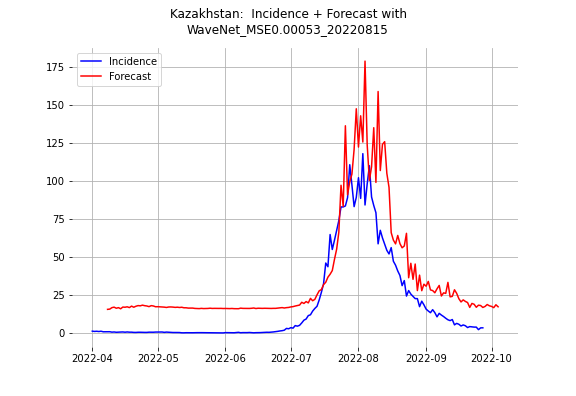 Kazakhstan:  Incidence + Forecast with
WaveNet_MSE0.00053_20220815
Incidence
Forecast
175
150
125
100
75
50
25
0
2022-04 2022-05 2022-06 2022-07 2022-08 2022-09 2022-10